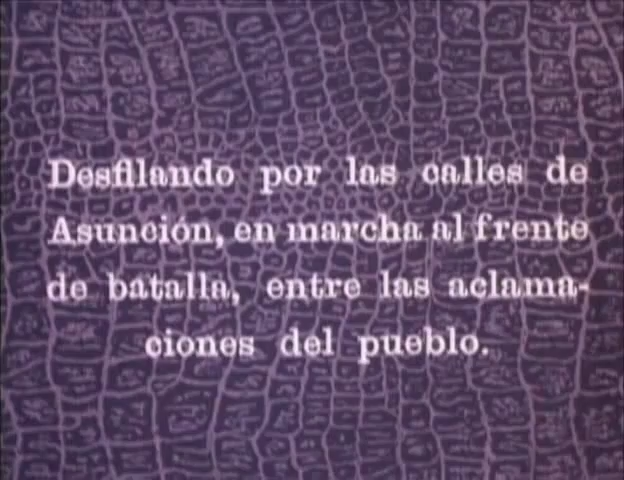 Desfilando por las calles de
Asunción, en marcha al frente
de batalla, entre las aclama-
ciones del pueblo.